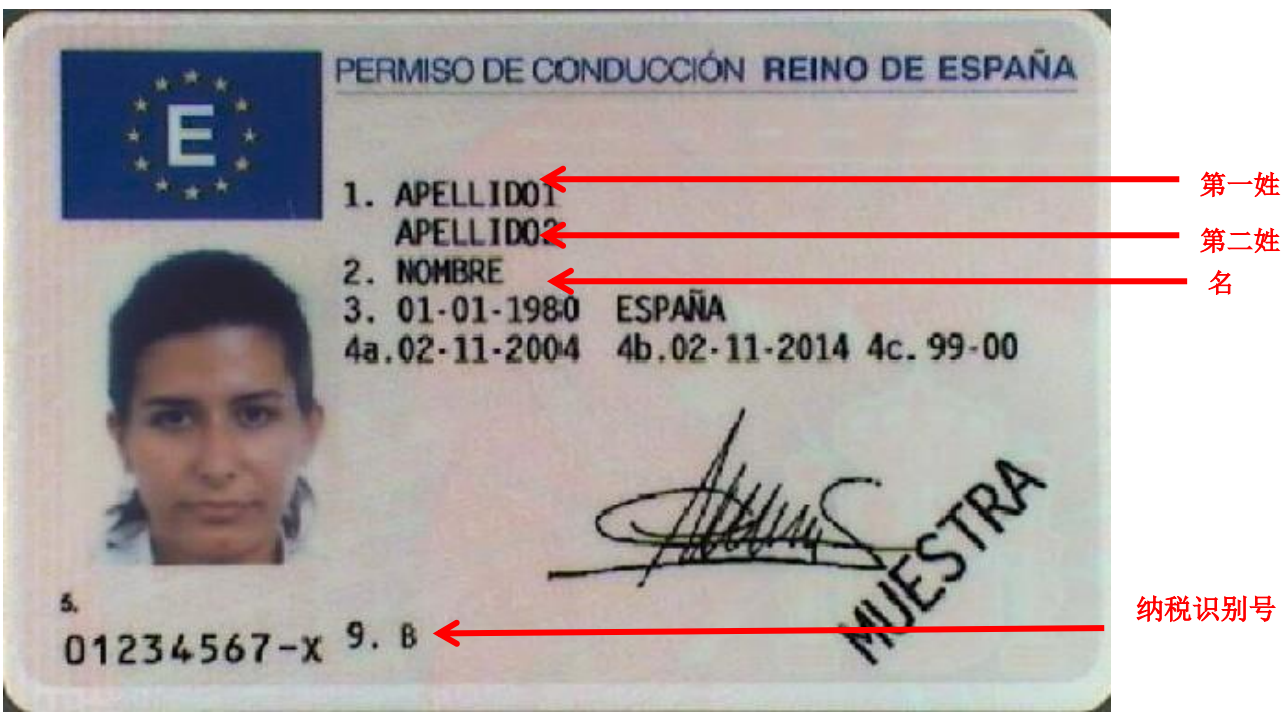 E
PERMISO DE CONDUCCIÓN REINO DE ESPAÑA
1. APELLIDO1
第一姓
APELLIDO2
第二姓
2. NOMBRE
名
3. 01-01-1980 ESPAÑA
4a.02-11-2004 4b.02-11-2014 4c.99-00
MUESTRA
5.
01234567-X 9. B
纳税识别号